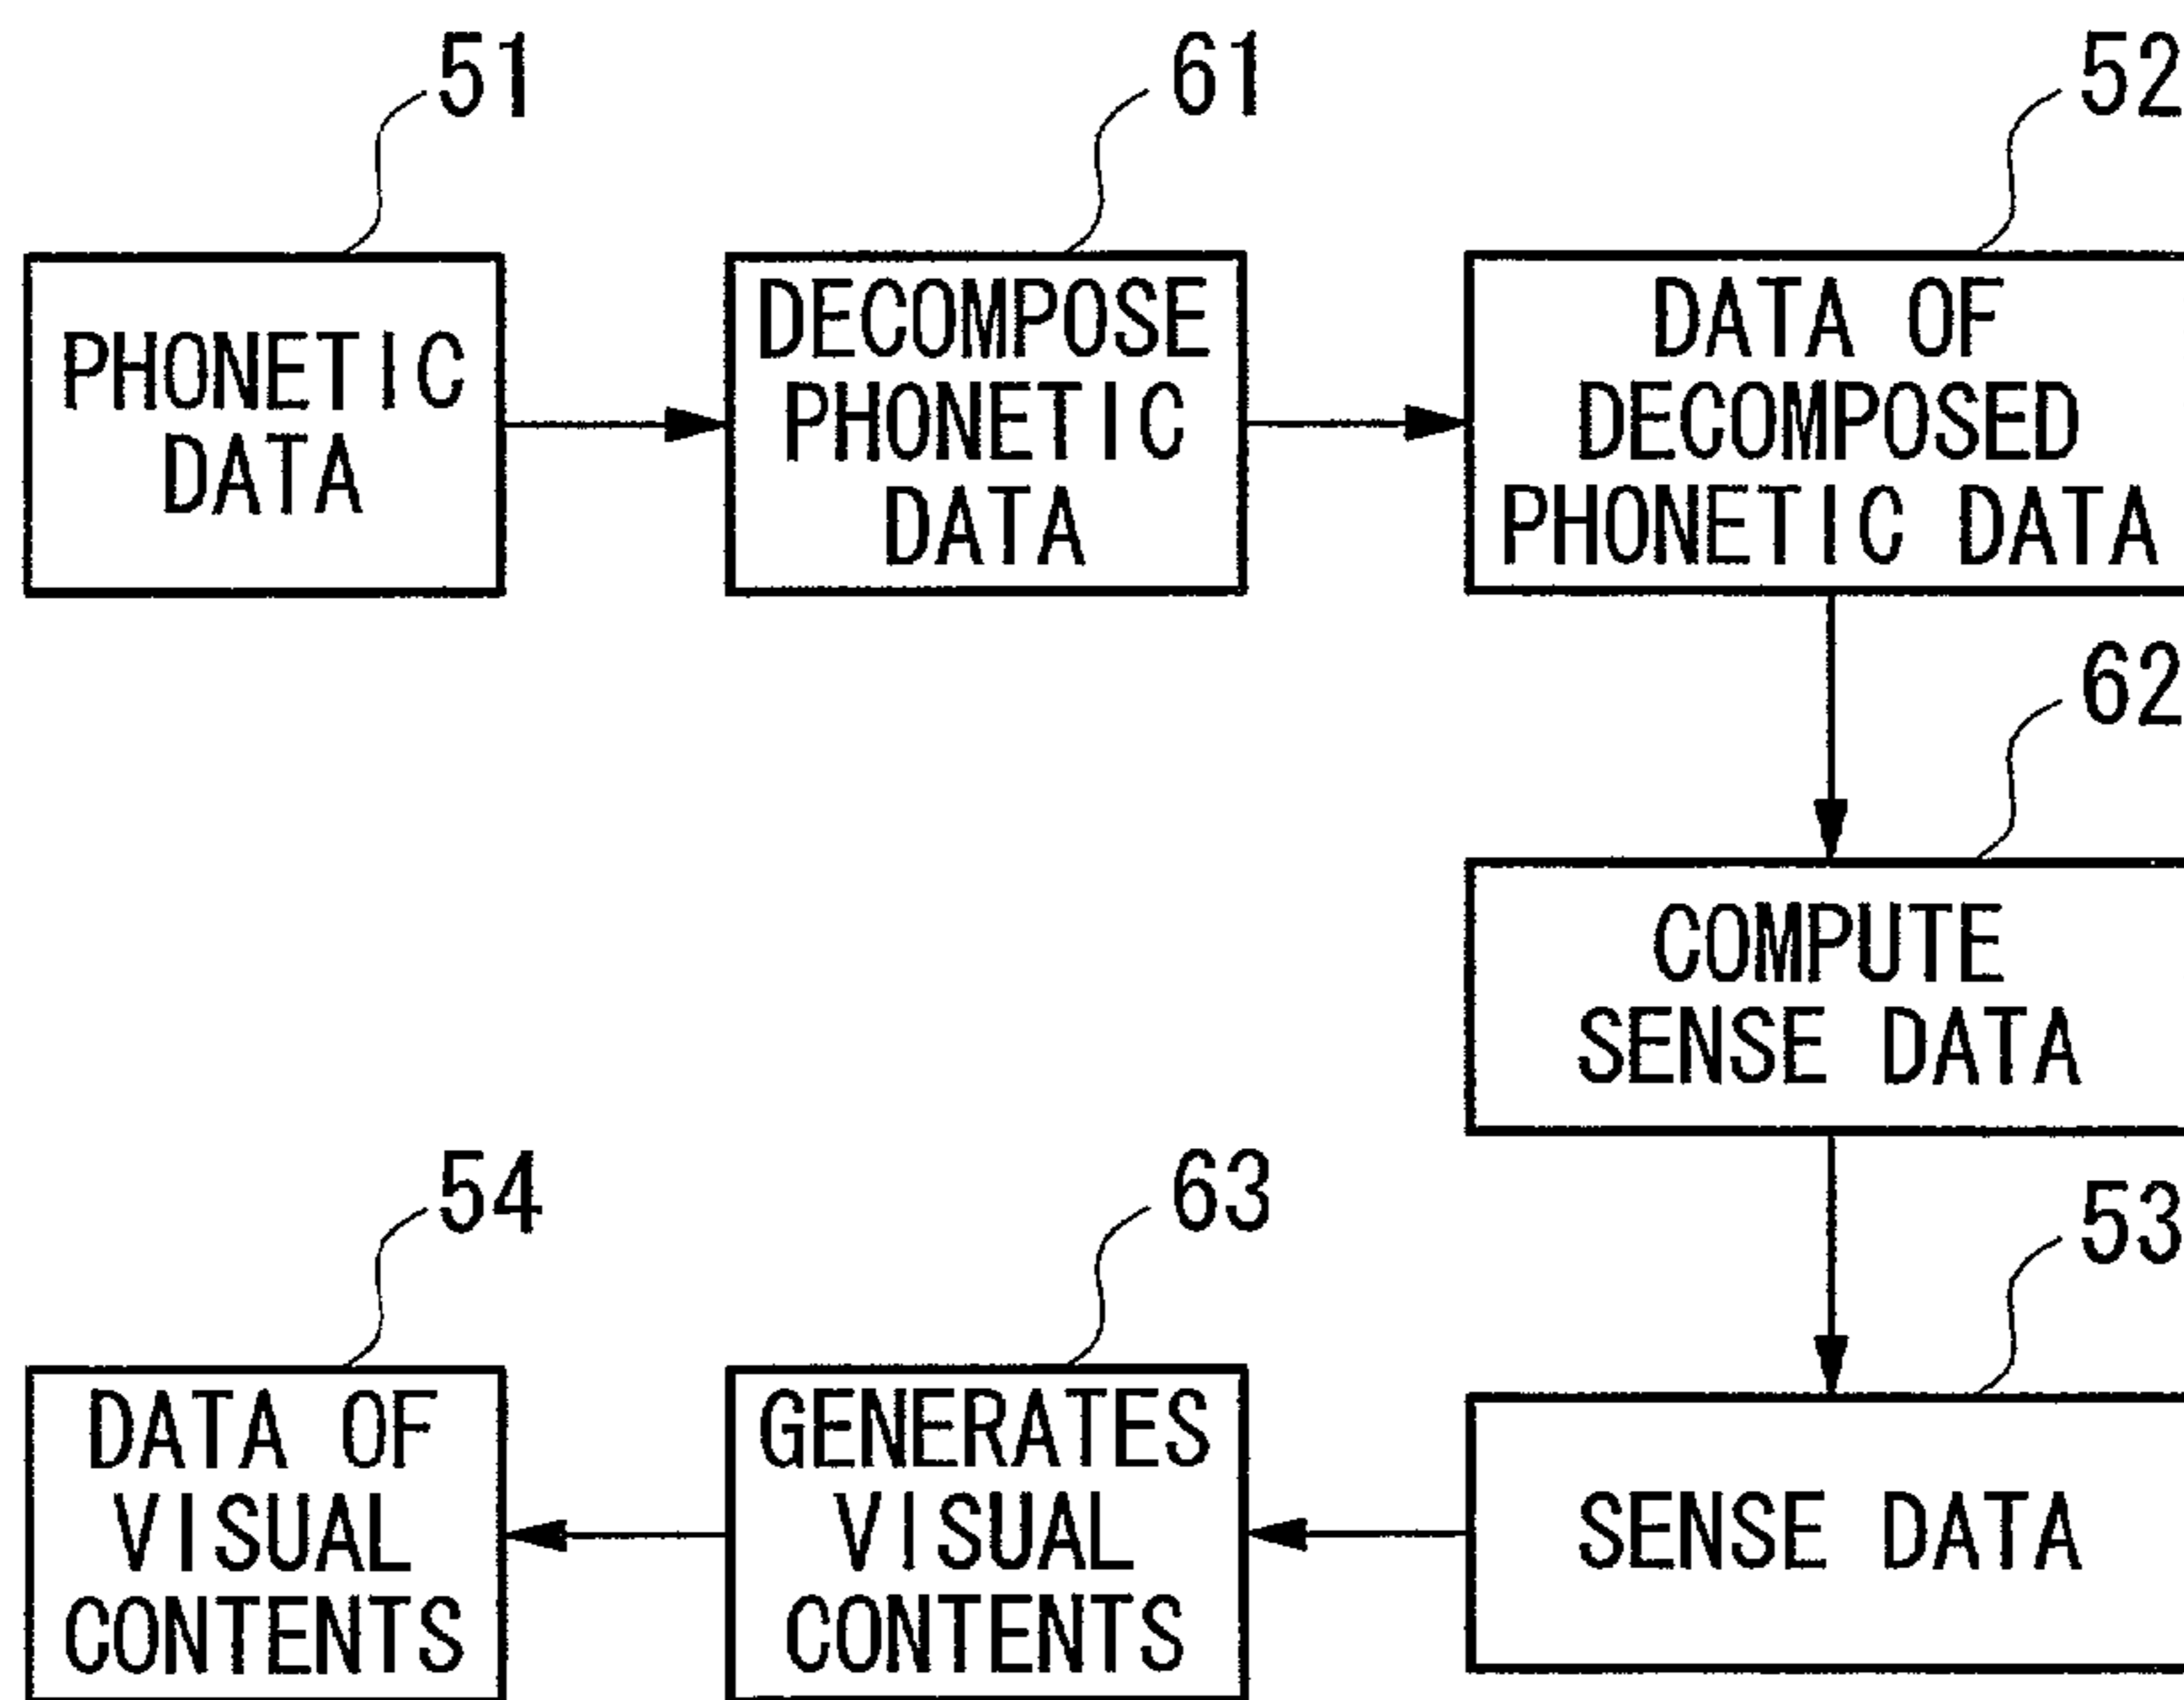 51
61
52
PHONETIC
DATA
DECOMPOSE
PHONETIC
DATA
DATA OF
DECOMPOSED
PHONETIC DATA
62
COMPUTE
SENSE DATA
54
63
53
DATA OF
VISUAL
CONTENTS
GENERATES
VISUAL
CONTENTS
SENSE DATA